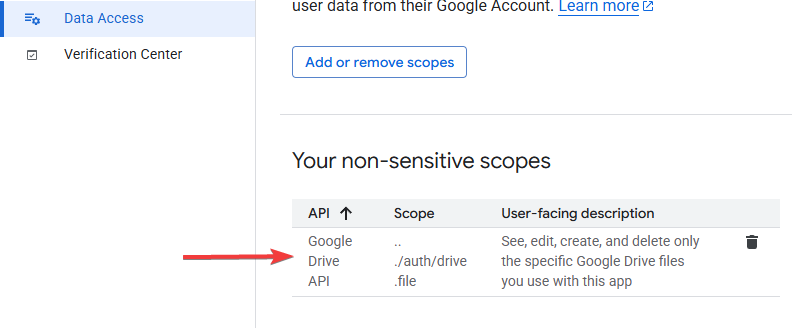 Data Access
Verification Center
user data from their Google Account. Learn more
Add or remove scopes
Your non-sensitive scopes
API Scope User-facing description
Google .. See, edit, create, and delete only
Drive ./auth/drive the specific Google Drive files
API .file you use with this app